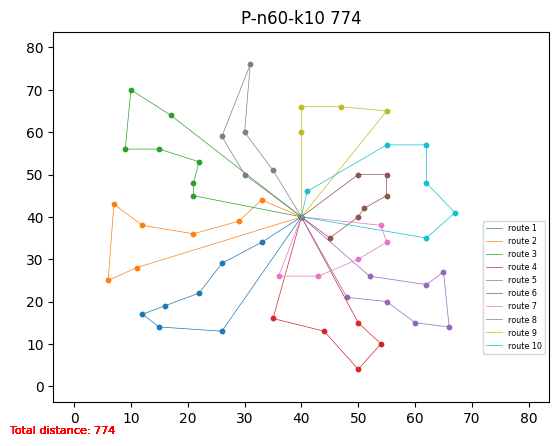 P-n60-k10 774
80
70
60
50
40
30
20
10
0
0 10 20 30 40 50 60 70 80
route 1
route 2
route 3
route 4
route 5
route 6
route 7
route 8
route 9
route 10
Total distance: 774